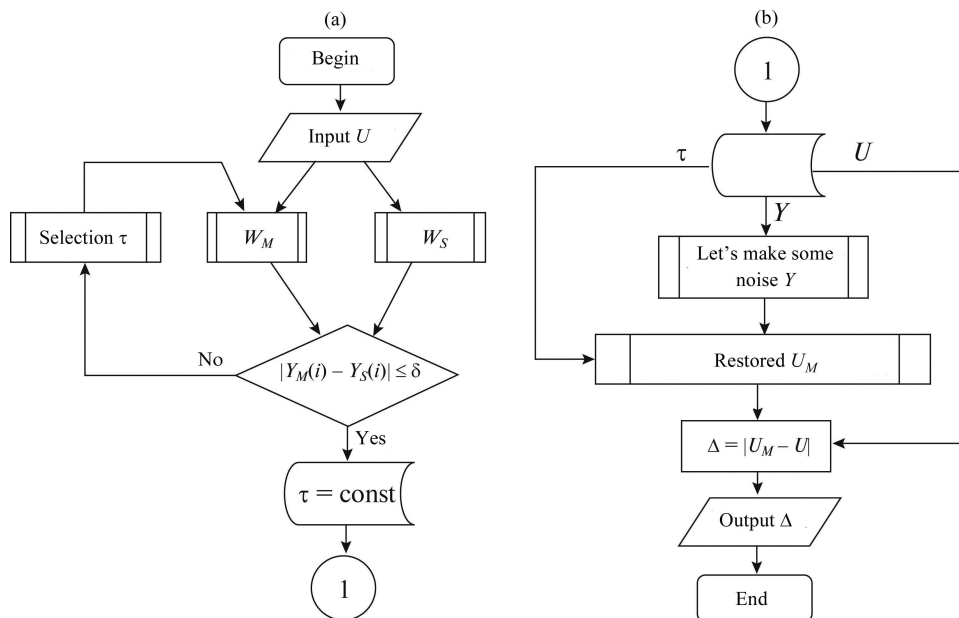 (a)
Begin
Input U
Selection τ
W_M
W_S
No
|Y_M(i) – Y_S(i)| ≤ δ
Yes
τ = const
1
(b)
1
τ
U
Y
Let's make some
noise Y
Restored U_M
Δ = |U_M – U|
Output Δ
End